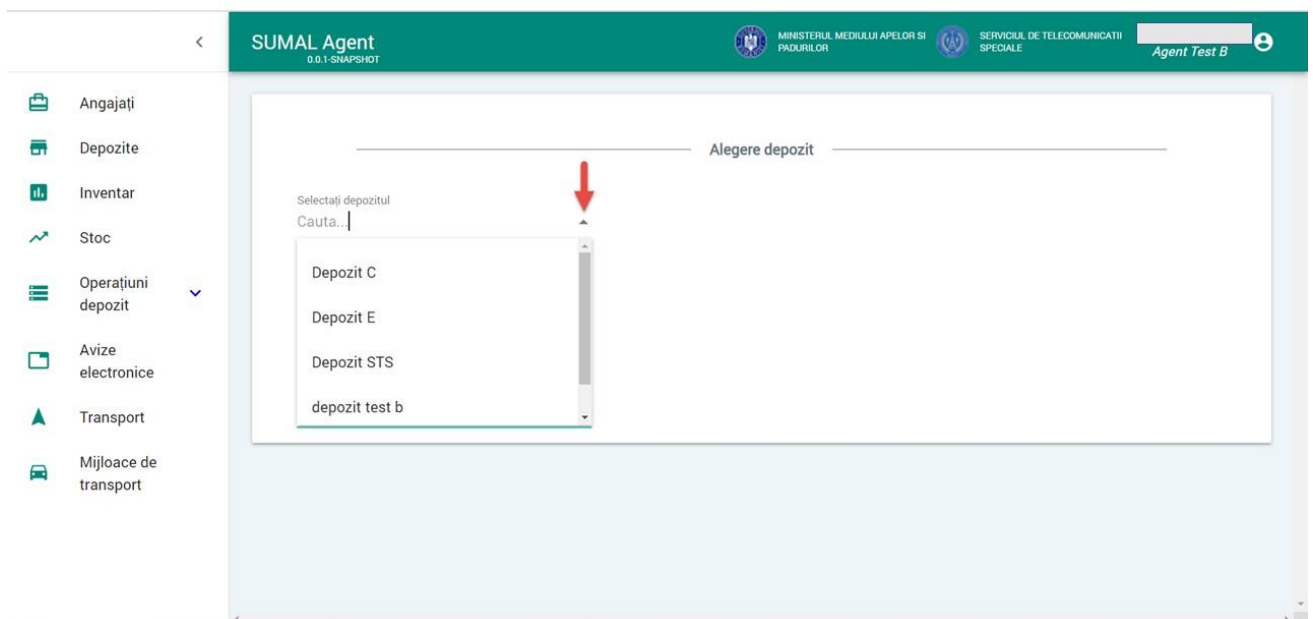 SUMAL Agent
0.0.1-SNAPSHOT
MINISTERUL MEDIULUI APELOR SI
PADURILOR
SERVICIUL DE TELECOMUNICATII
SPECIALE
Agent Test B
Angajați
Depozite
Inventar
Stoc
Operațiuni
depozit
Avize
electronice
Transport
Mijloace de
transport
Alegere depozit
Selectați depozitul
Cauta...
Depozit C
Depozit E
Depozit STS
depozit test b